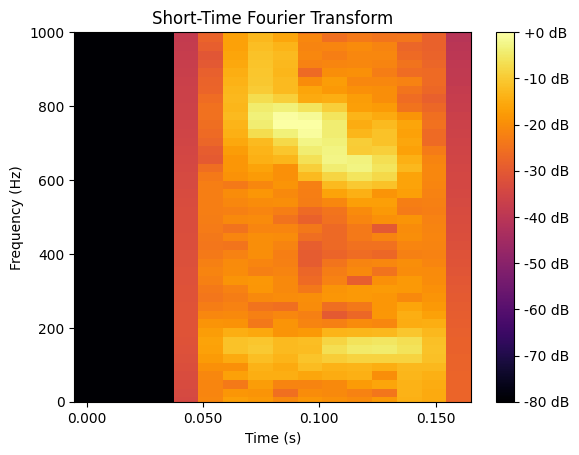 Short-Time Fourier Transform
1000
800
600
400
200
0
Frequency (Hz)
0.000
0.050
0.100
0.150
Time (s)
+0 dB
-10 dB
-20 dB
-30 dB
-40 dB
-50 dB
-60 dB
-70 dB
-80 dB